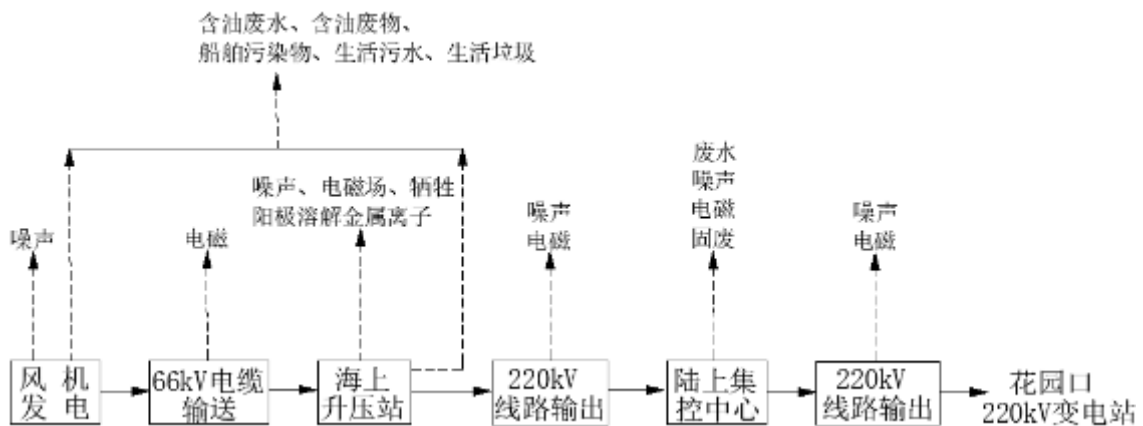 含油废水、含油废物、
船舶污染物、生活污水、生活垃圾
噪声、电磁场、牺牲
阳极溶解金属离子
废水
噪声
电磁
固废
噪声
电磁
噪声
电磁
噪声
电磁
风 机
发 电
66kV电缆
输送
海上
升压站
220kV
线路输出
陆上集
控中心
220kV
线路输出
花园口
220kV变电站